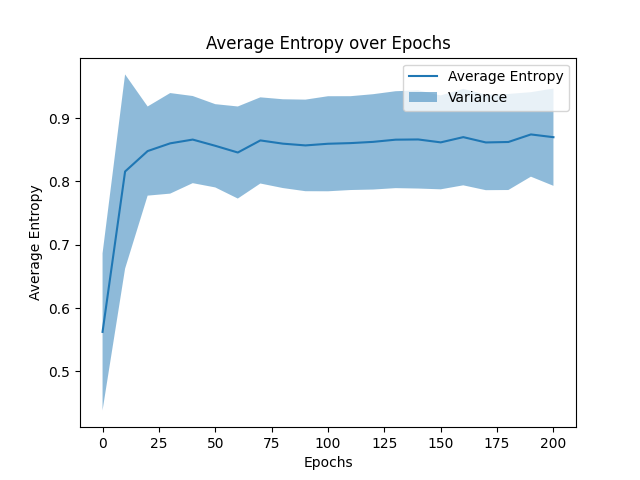 Average Entropy over Epochs
Average Entropy
Variance
Average Entropy
0.9
0.8
0.7
0.6
0.5
0 25 50 75 100 125 150 175 200
Epochs